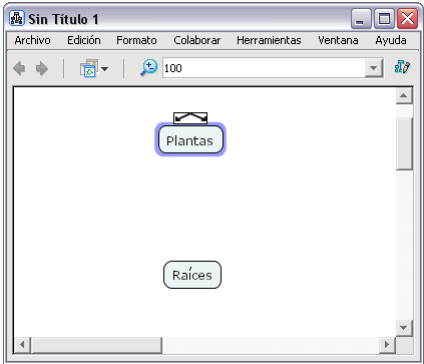 Sin Título 1
Archivo Edición Formato Colaborar Herramientas Ventana Ayuda
100
Plantas
Raíces